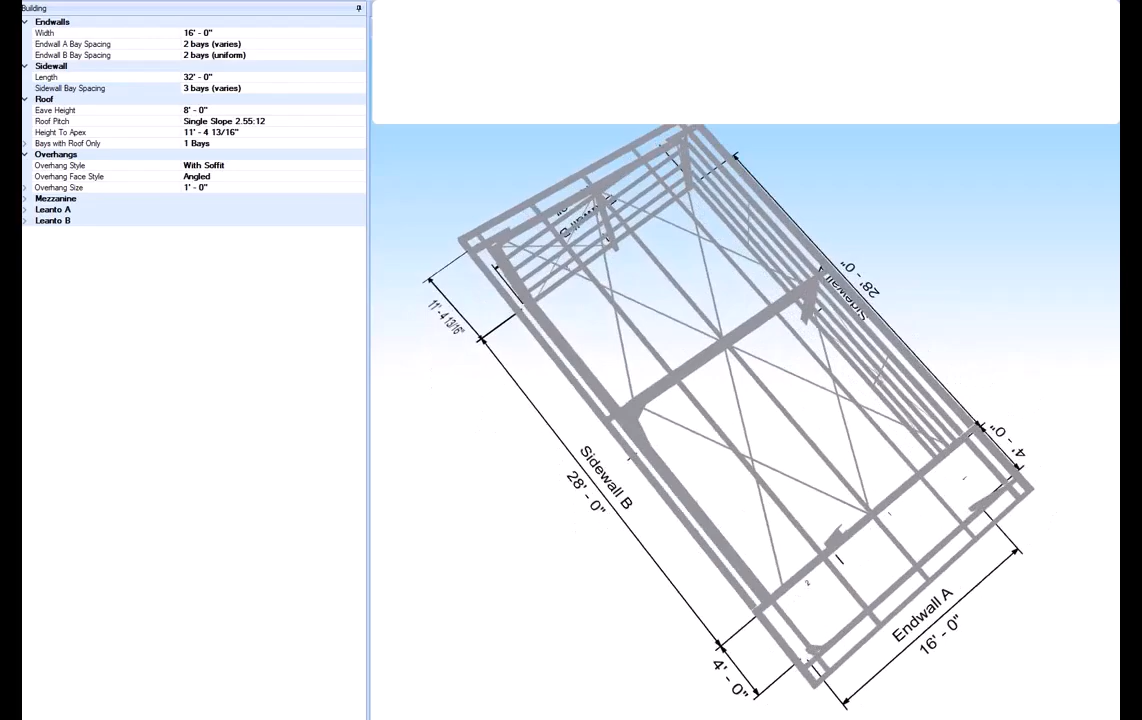 Building
Endwalls
Width 16' - 0"
Endwall A Bay Spacing 2 bays (varies)
Endwall B Bay Spacing 2 bays (uniform)
Sidewall
Length 32' - 0"
Sidewall Bay Spacing 3 bays (varies)
Roof
Eave Height 8' - 0"
Roof Pitch Single Slope 2.55:12
Height To Apex 11' - 4 13/16"
Bays with Roof Only 1 Bays
Overhangs
Overhang Style With Soffit
Overhang Face Style Angled
Overhang Size 1' - 0"
Mezzanine
Leanto A
Leanto B
28' - 0"
Sidewall
11' - 4 13/16"
4' - 0"
Sidewall B
28' - 0"
Endwall A
16' - 0"
4' - 0"